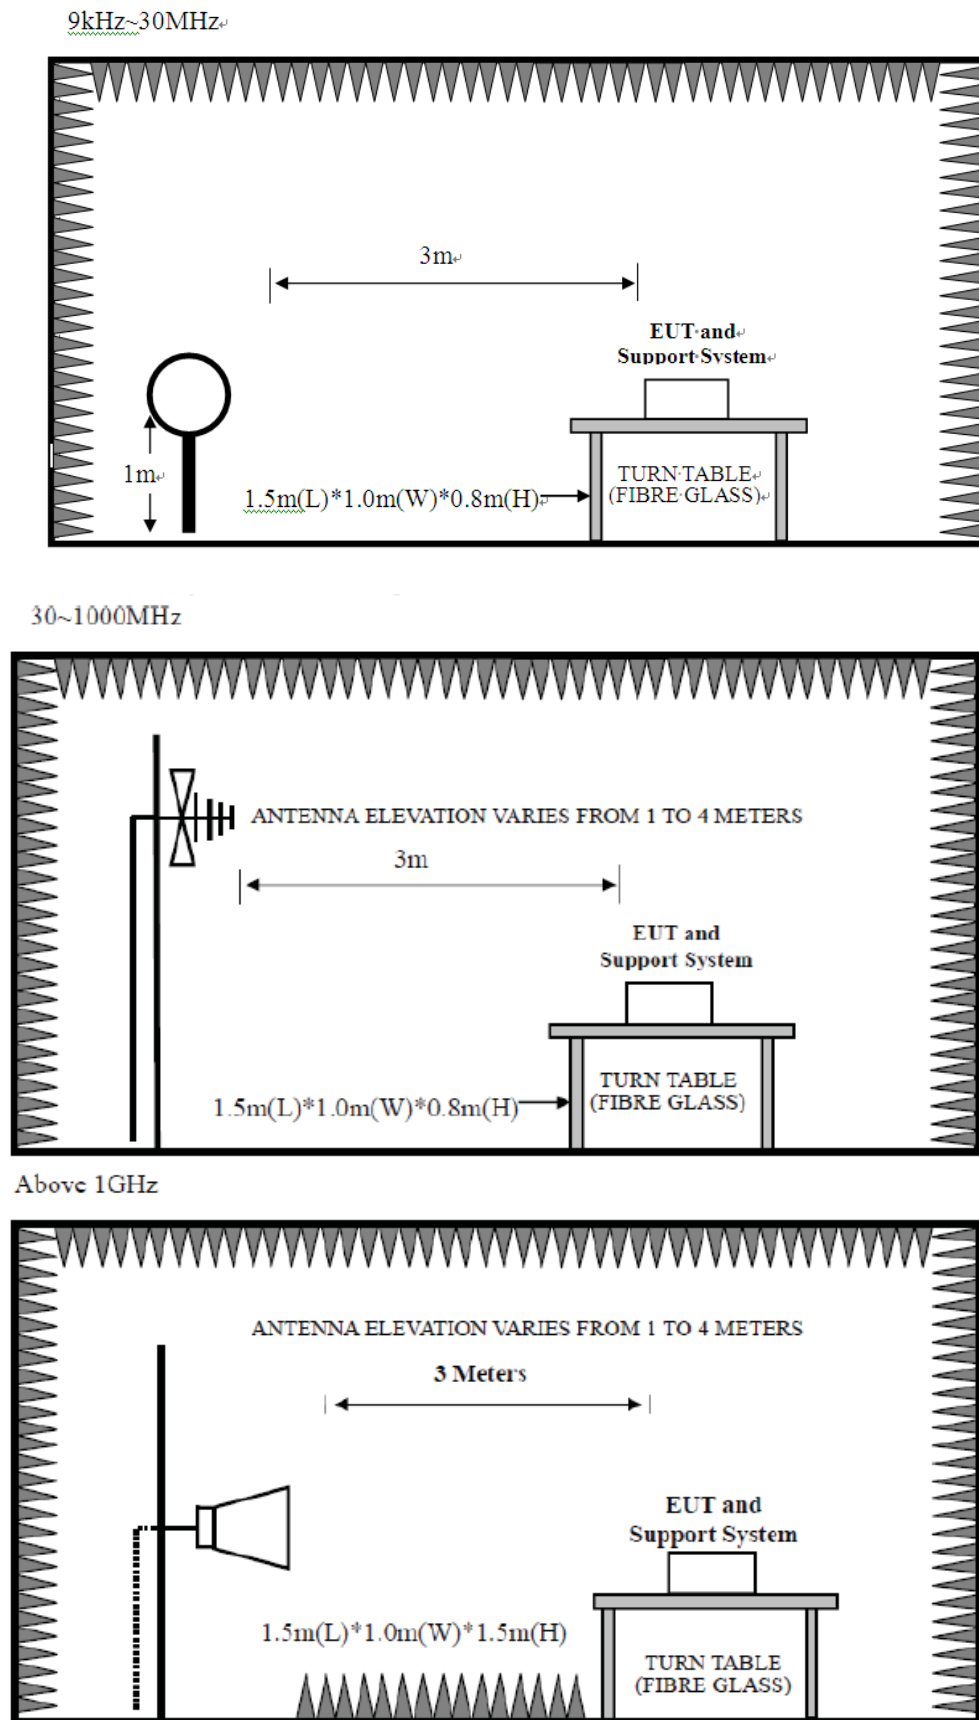 9kHz~30MHz
3m
EUT and
Support System
1m
TURN TABLE
(FIBRE GLASS)
1.5m(L)*1.0m(W)*0.8m(H)
30~1000MHz
ANTENNA ELEVATION VARIES FROM 1 TO 4 METERS
3m
EUT and
Support System
TURN TABLE
(FIBRE GLASS)
1.5m(L)*1.0m(W)*0.8m(H)
Above 1GHz
ANTENNA ELEVATION VARIES FROM 1 TO 4 METERS
3 Meters
EUT and
Support System
1.5m(L)*1.0m(W)*1.5m(H)
TURN TABLE
(FIBRE GLASS)